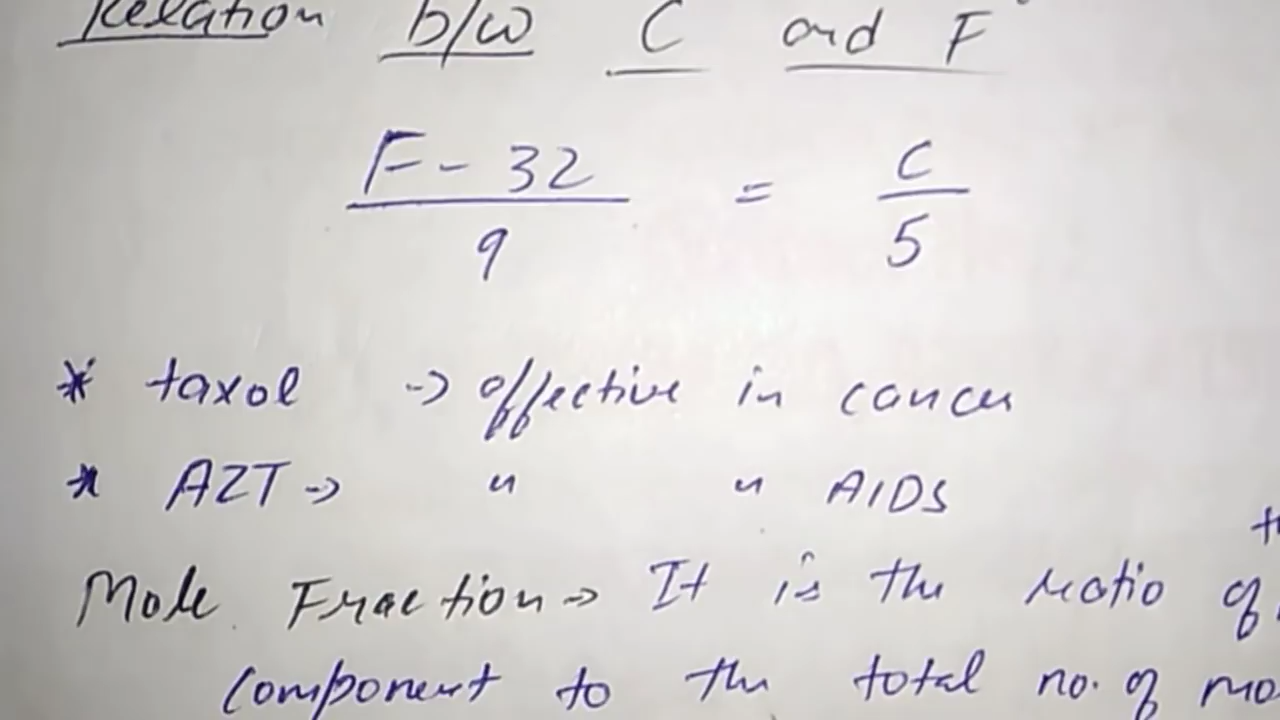 Relation b/w C and F
F - 32 / 9 = C / 5
* taxol -> effective in cancer
* AZT -> " " AIDS
Mole Fraction -> It is the ratio of
component to the total no. of